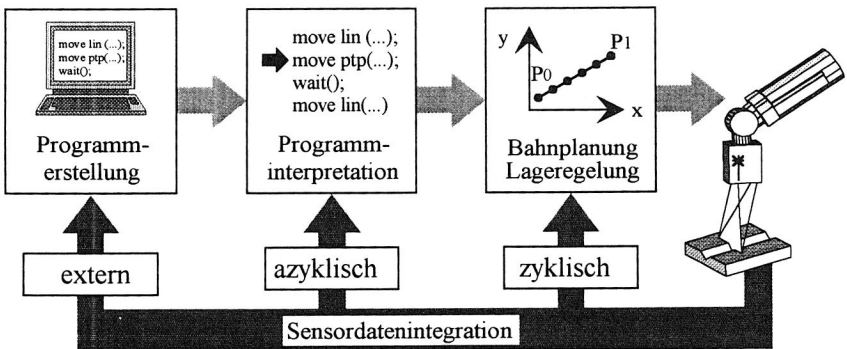 move lin (...);
move ptp(...);
wait();
Programm-
erstellung
move lin (...);
move ptp(...);
wait();
move lin(...)
Programm-
interpretation
y
P1
P0
x
Bahnplanung
Lageregelung
extern
azyklisch
zyklisch
Sensordatenintegration